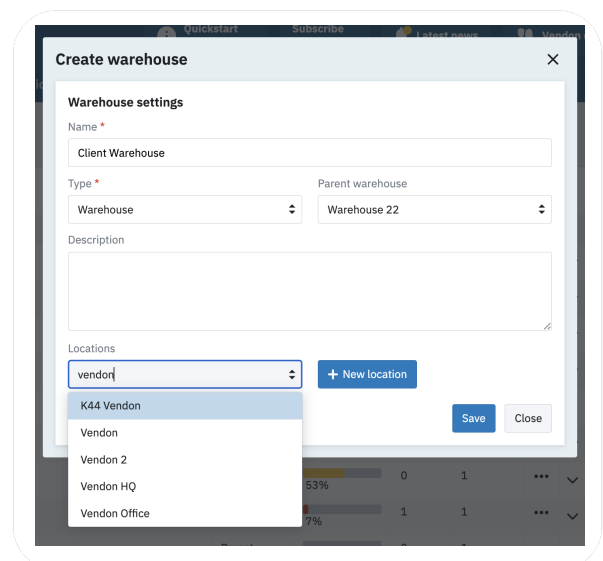 Quickstart Subscribe Latest news
Create warehouse
Warehouse settings
Name *
Client Warehouse
Type * Parent warehouse
Warehouse Warehouse 22
Description
Locations
vendon + New location
K44 Vendon
Save Close
Vendon
Vendon 2
Vendon HQ
53% 0 1 •••
Vendon Office
7% 1 1 •••